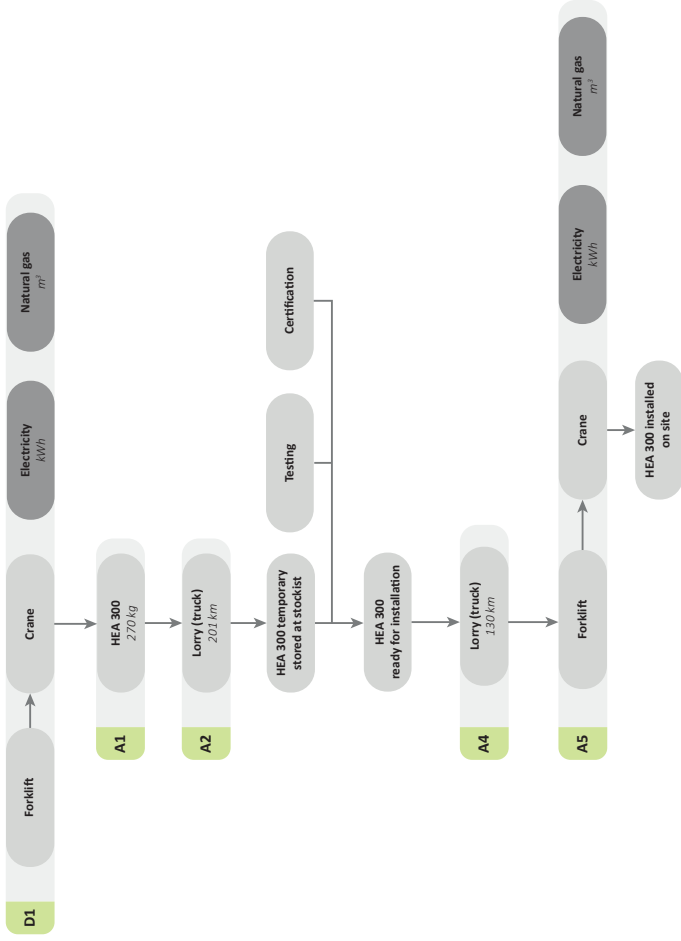 D1
Forklift
Crane
Electricity
kWh
Natural gas
m³
A1
HEA 300
270 kg
A2
Lorry (truck)
201 km
HEA 300 temporary
stored at stockist
Testing
Certification
HEA 300
ready for installation
A4
Lorry (truck)
130 km
A5
Forklift
Crane
Electricity
kWh
Natural gas
m³
HEA 300 installed
on site